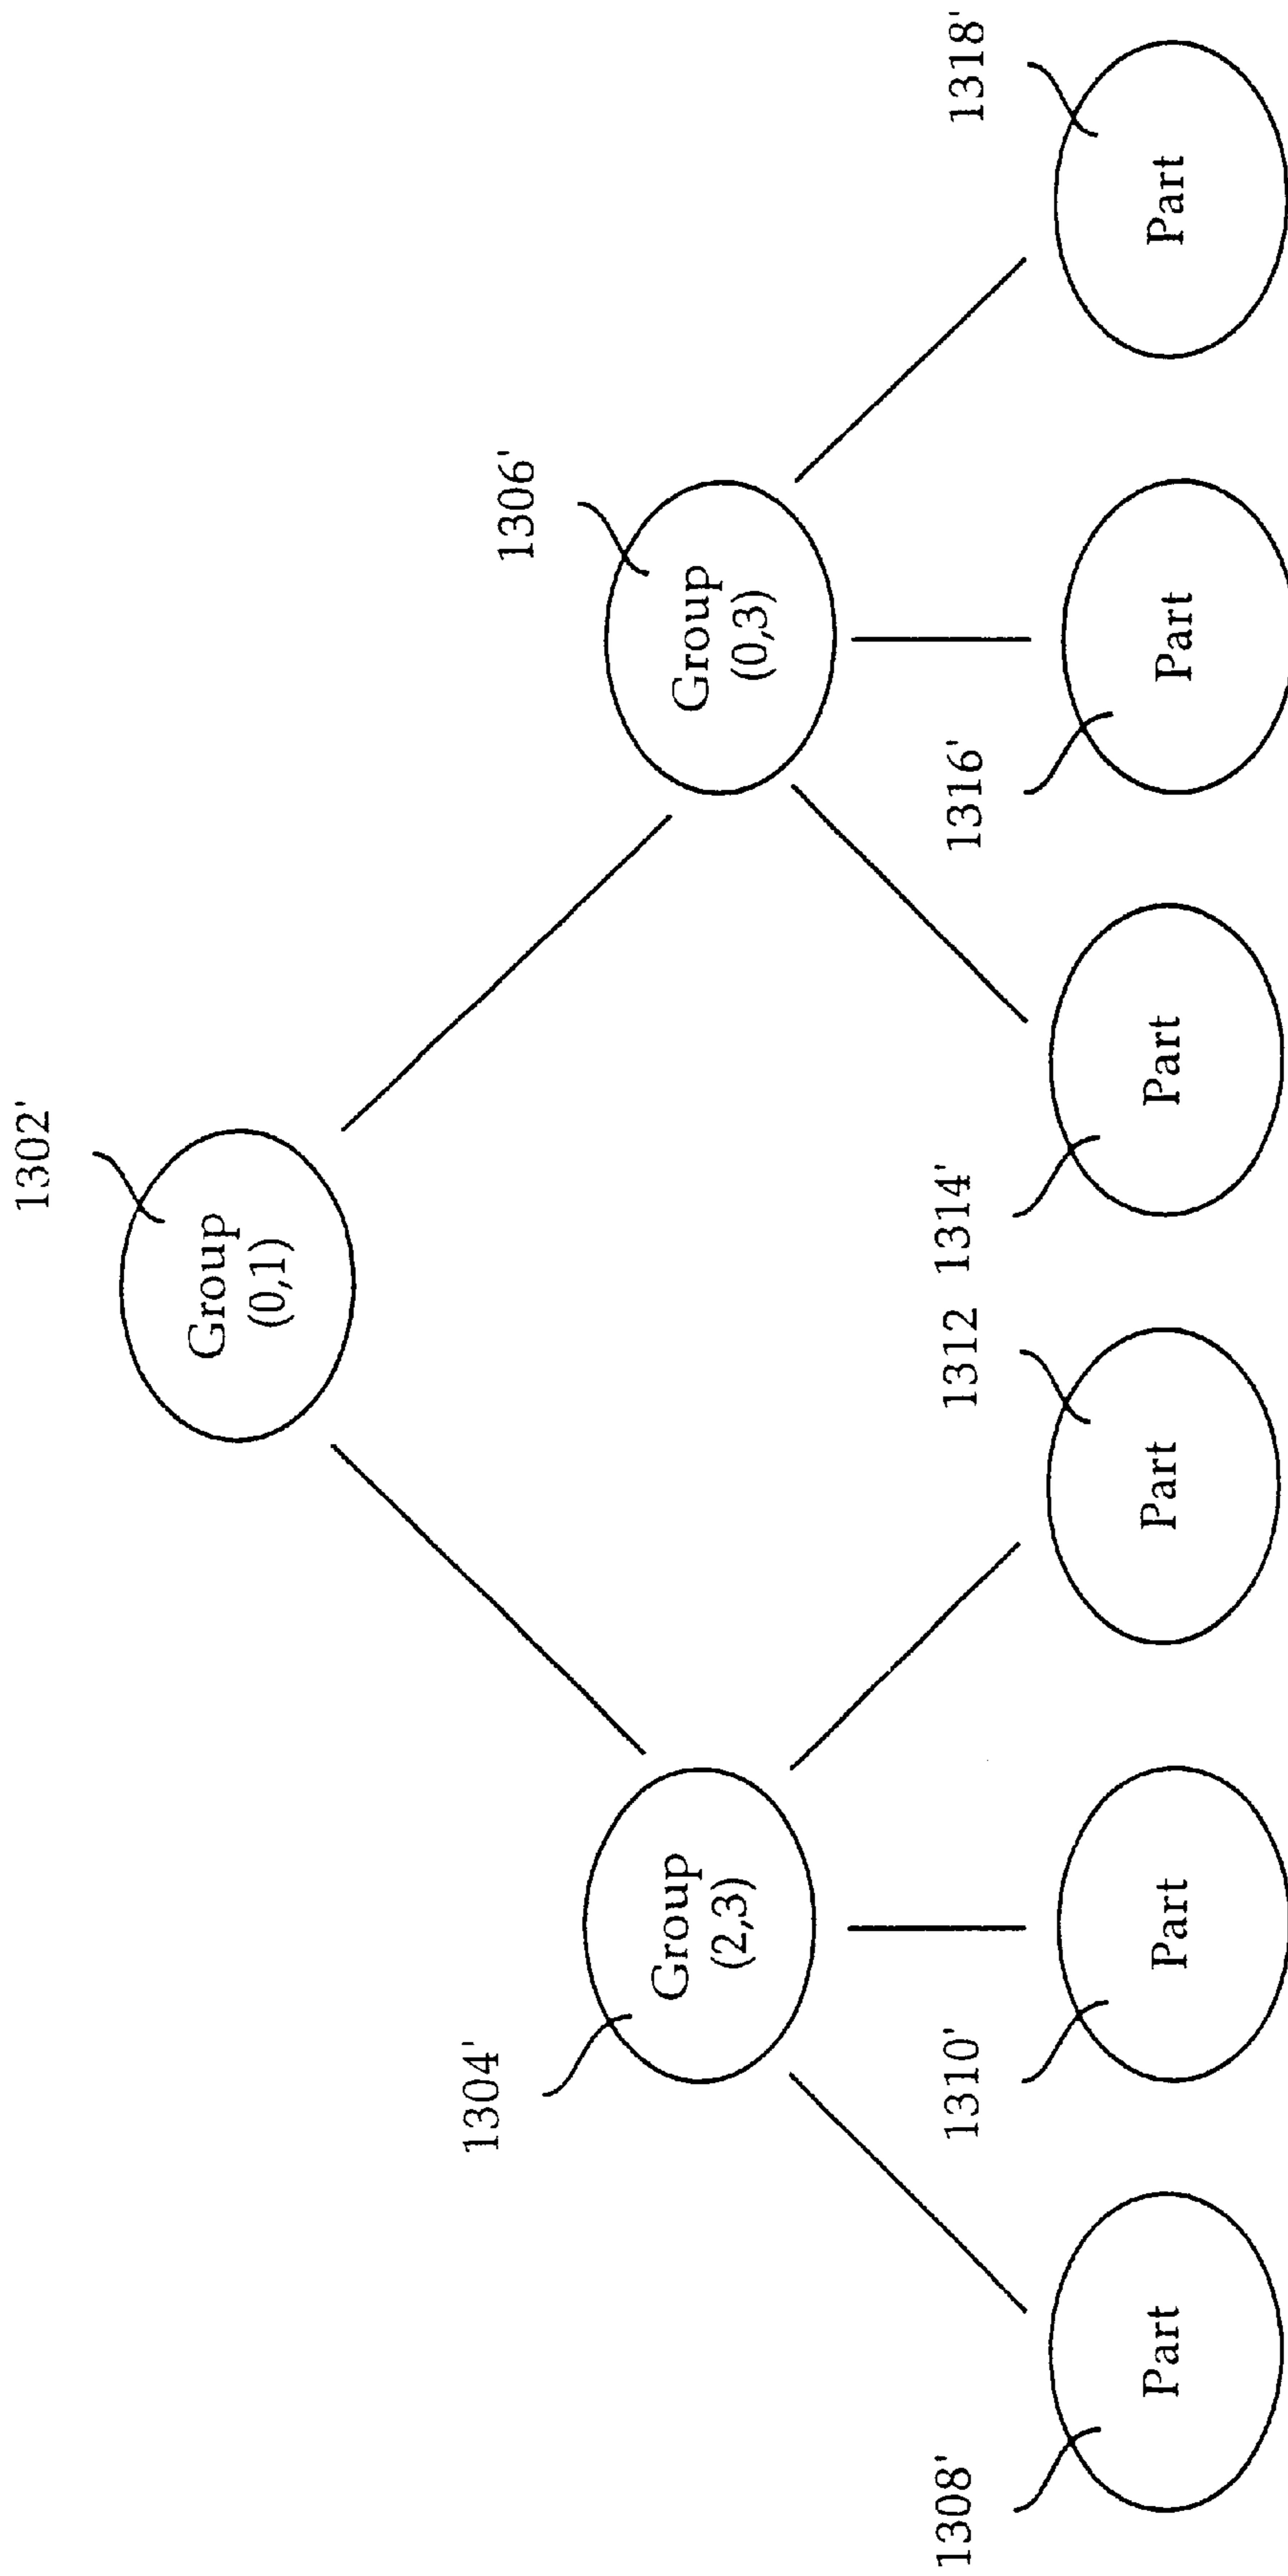 1302'
Group
(0,1)
1304'
Group
(2,3)
1306'
Group
(0,3)
1308'
Part
1310'
Part
1312
Part
1314'
Part
1316'
Part
1318'
Part